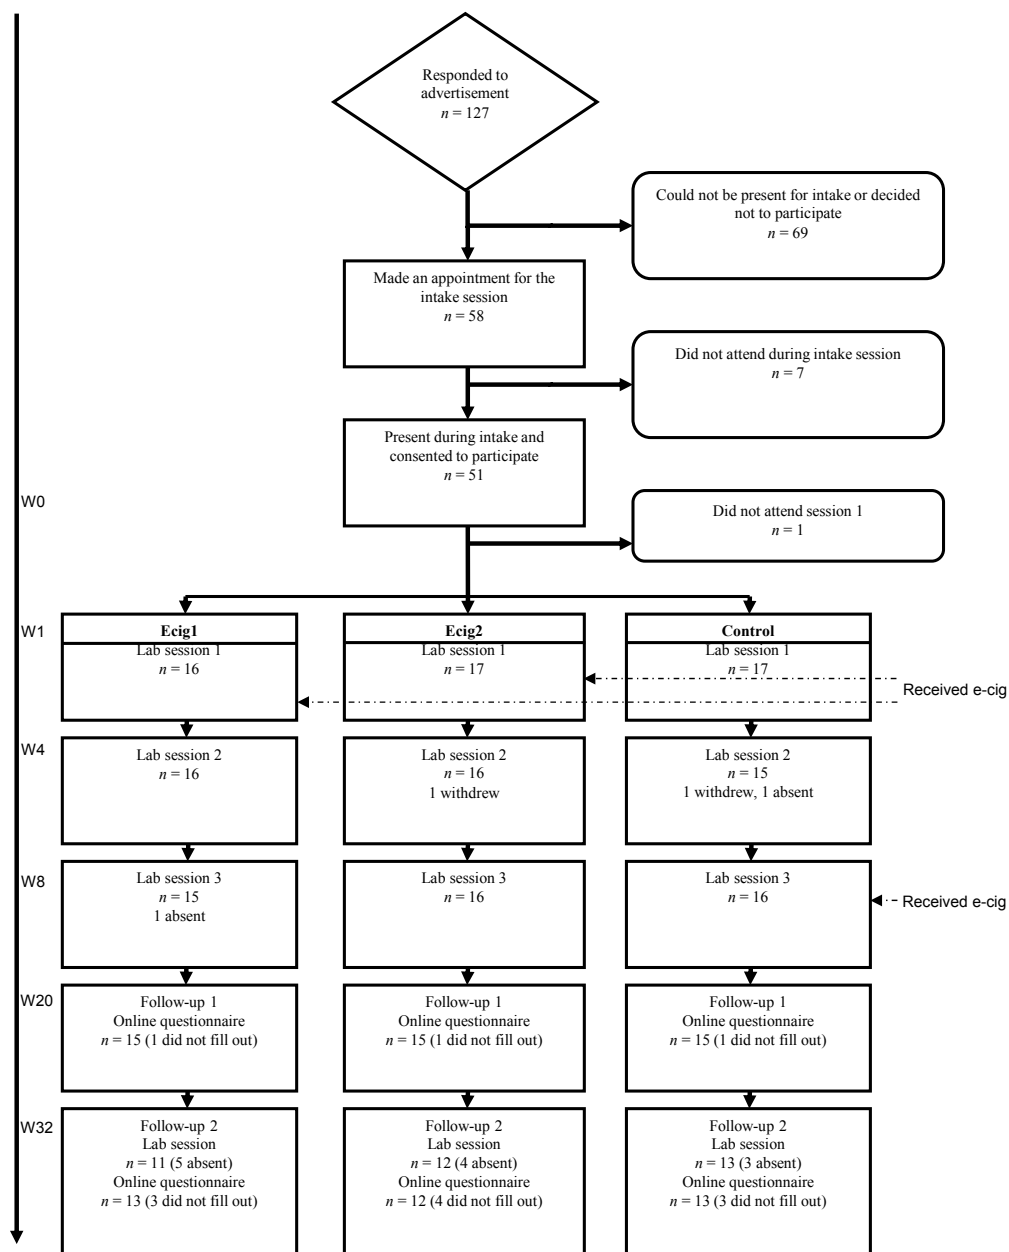 Responded to
advertisement
n = 127
Could not be present for intake or decided
not to participate
n = 69
Made an appointment for the
intake session
n = 58
Did not attend during intake session
n = 7
Present during intake and
consented to participate
n = 51
W0
Did not attend session 1
n = 1
W1
Ecig1
Lab session 1
n = 16
Ecig2
Lab session 1
n = 17
Control
Lab session 1
n = 17
Received e-cig
W4
Lab session 2
n = 16
Lab session 2
n = 16
1 withdrew
Lab session 2
n = 15
1 withdrew, 1 absent
W8
Lab session 3
n = 15
1 absent
Lab session 3
n = 16
Lab session 3
n = 16
Received e-cig
W20
Follow-up 1
Online questionnaire
n = 15 (1 did not fill out)
Follow-up 1
Online questionnaire
n = 15 (1 did not fill out)
Follow-up 1
Online questionnaire
n = 15 (1 did not fill out)
W32
Follow-up 2
Lab session
n = 11 (5 absent)
Online questionnaire
n = 13 (3 did not fill out)
Follow-up 2
Lab session
n = 12 (4 absent)
Online questionnaire
n = 12 (4 did not fill out)
Follow-up 2
Lab session
n = 13 (3 absent)
Online questionnaire
n = 13 (3 did not fill out)